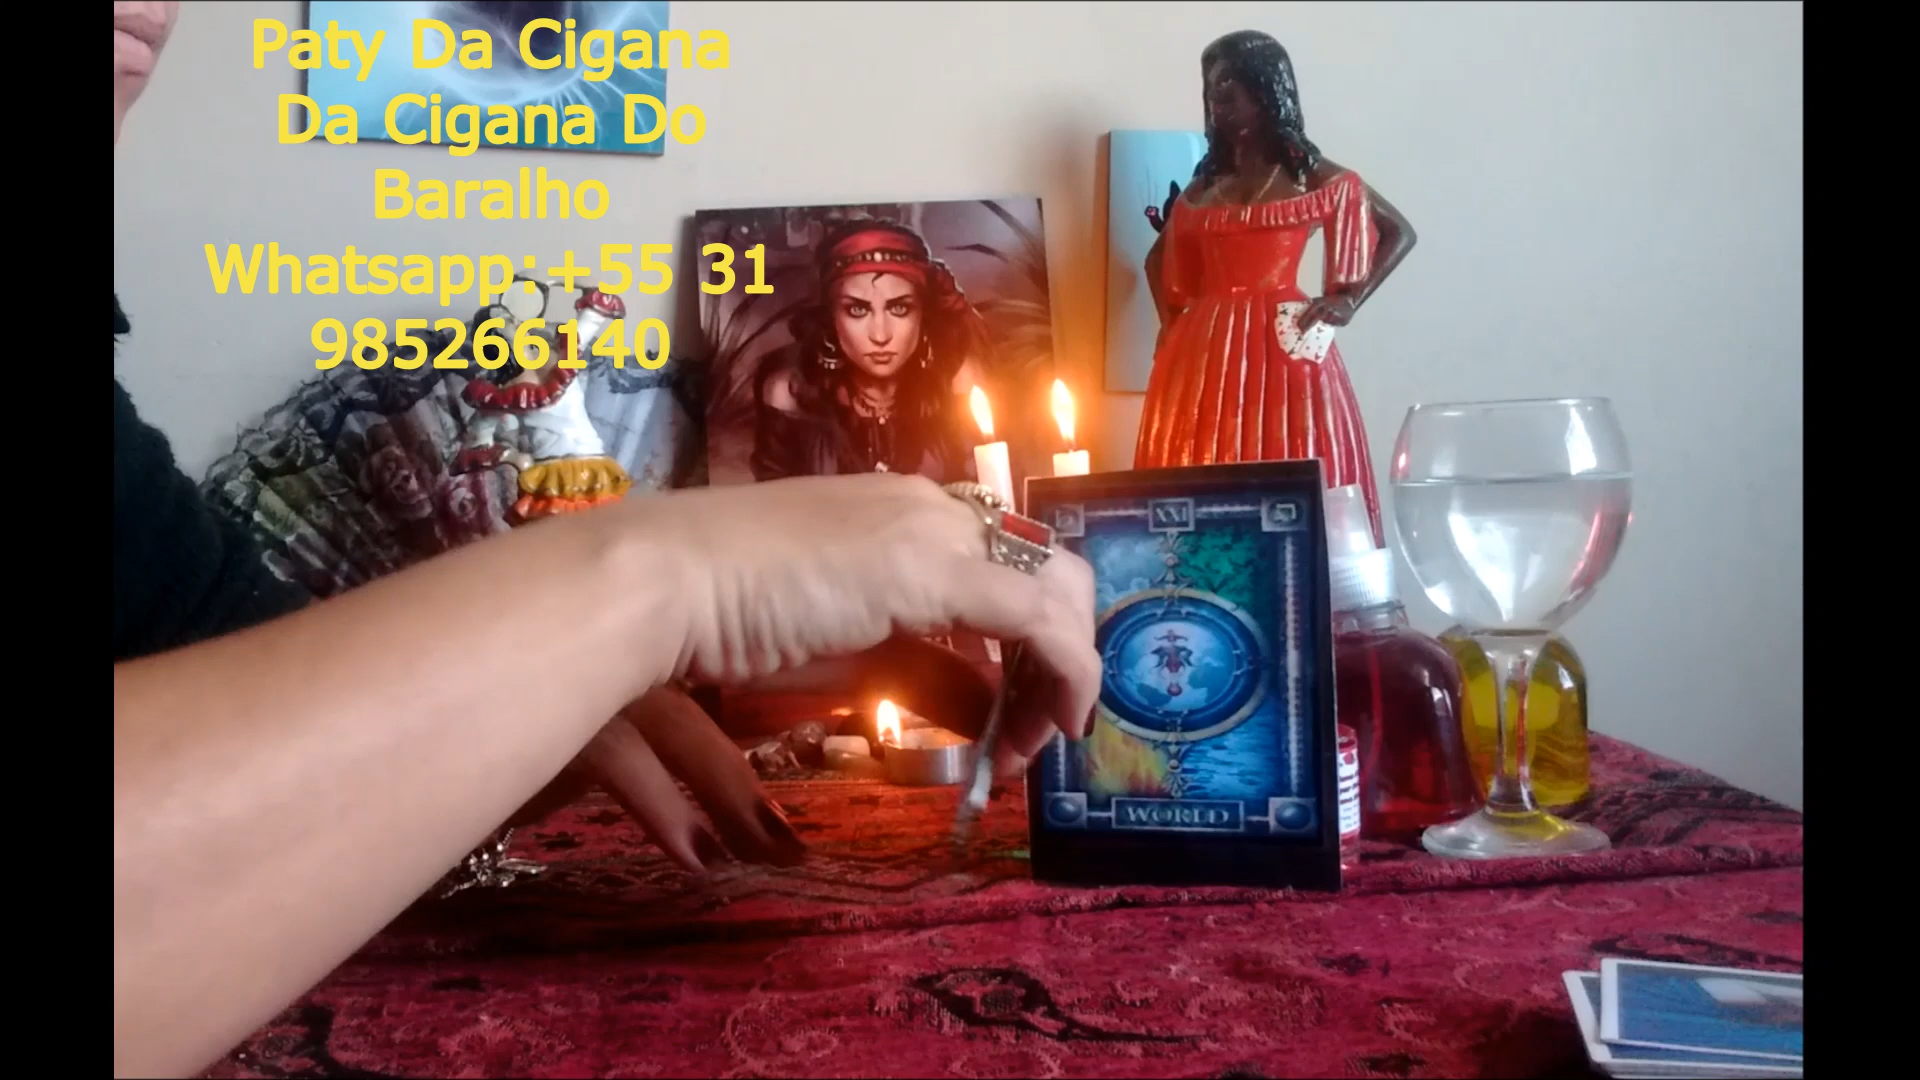 Paty Da Cigana
Da Cigana Do
Baralho
Whatsapp:+55 31
985266140
XXI
WORLD